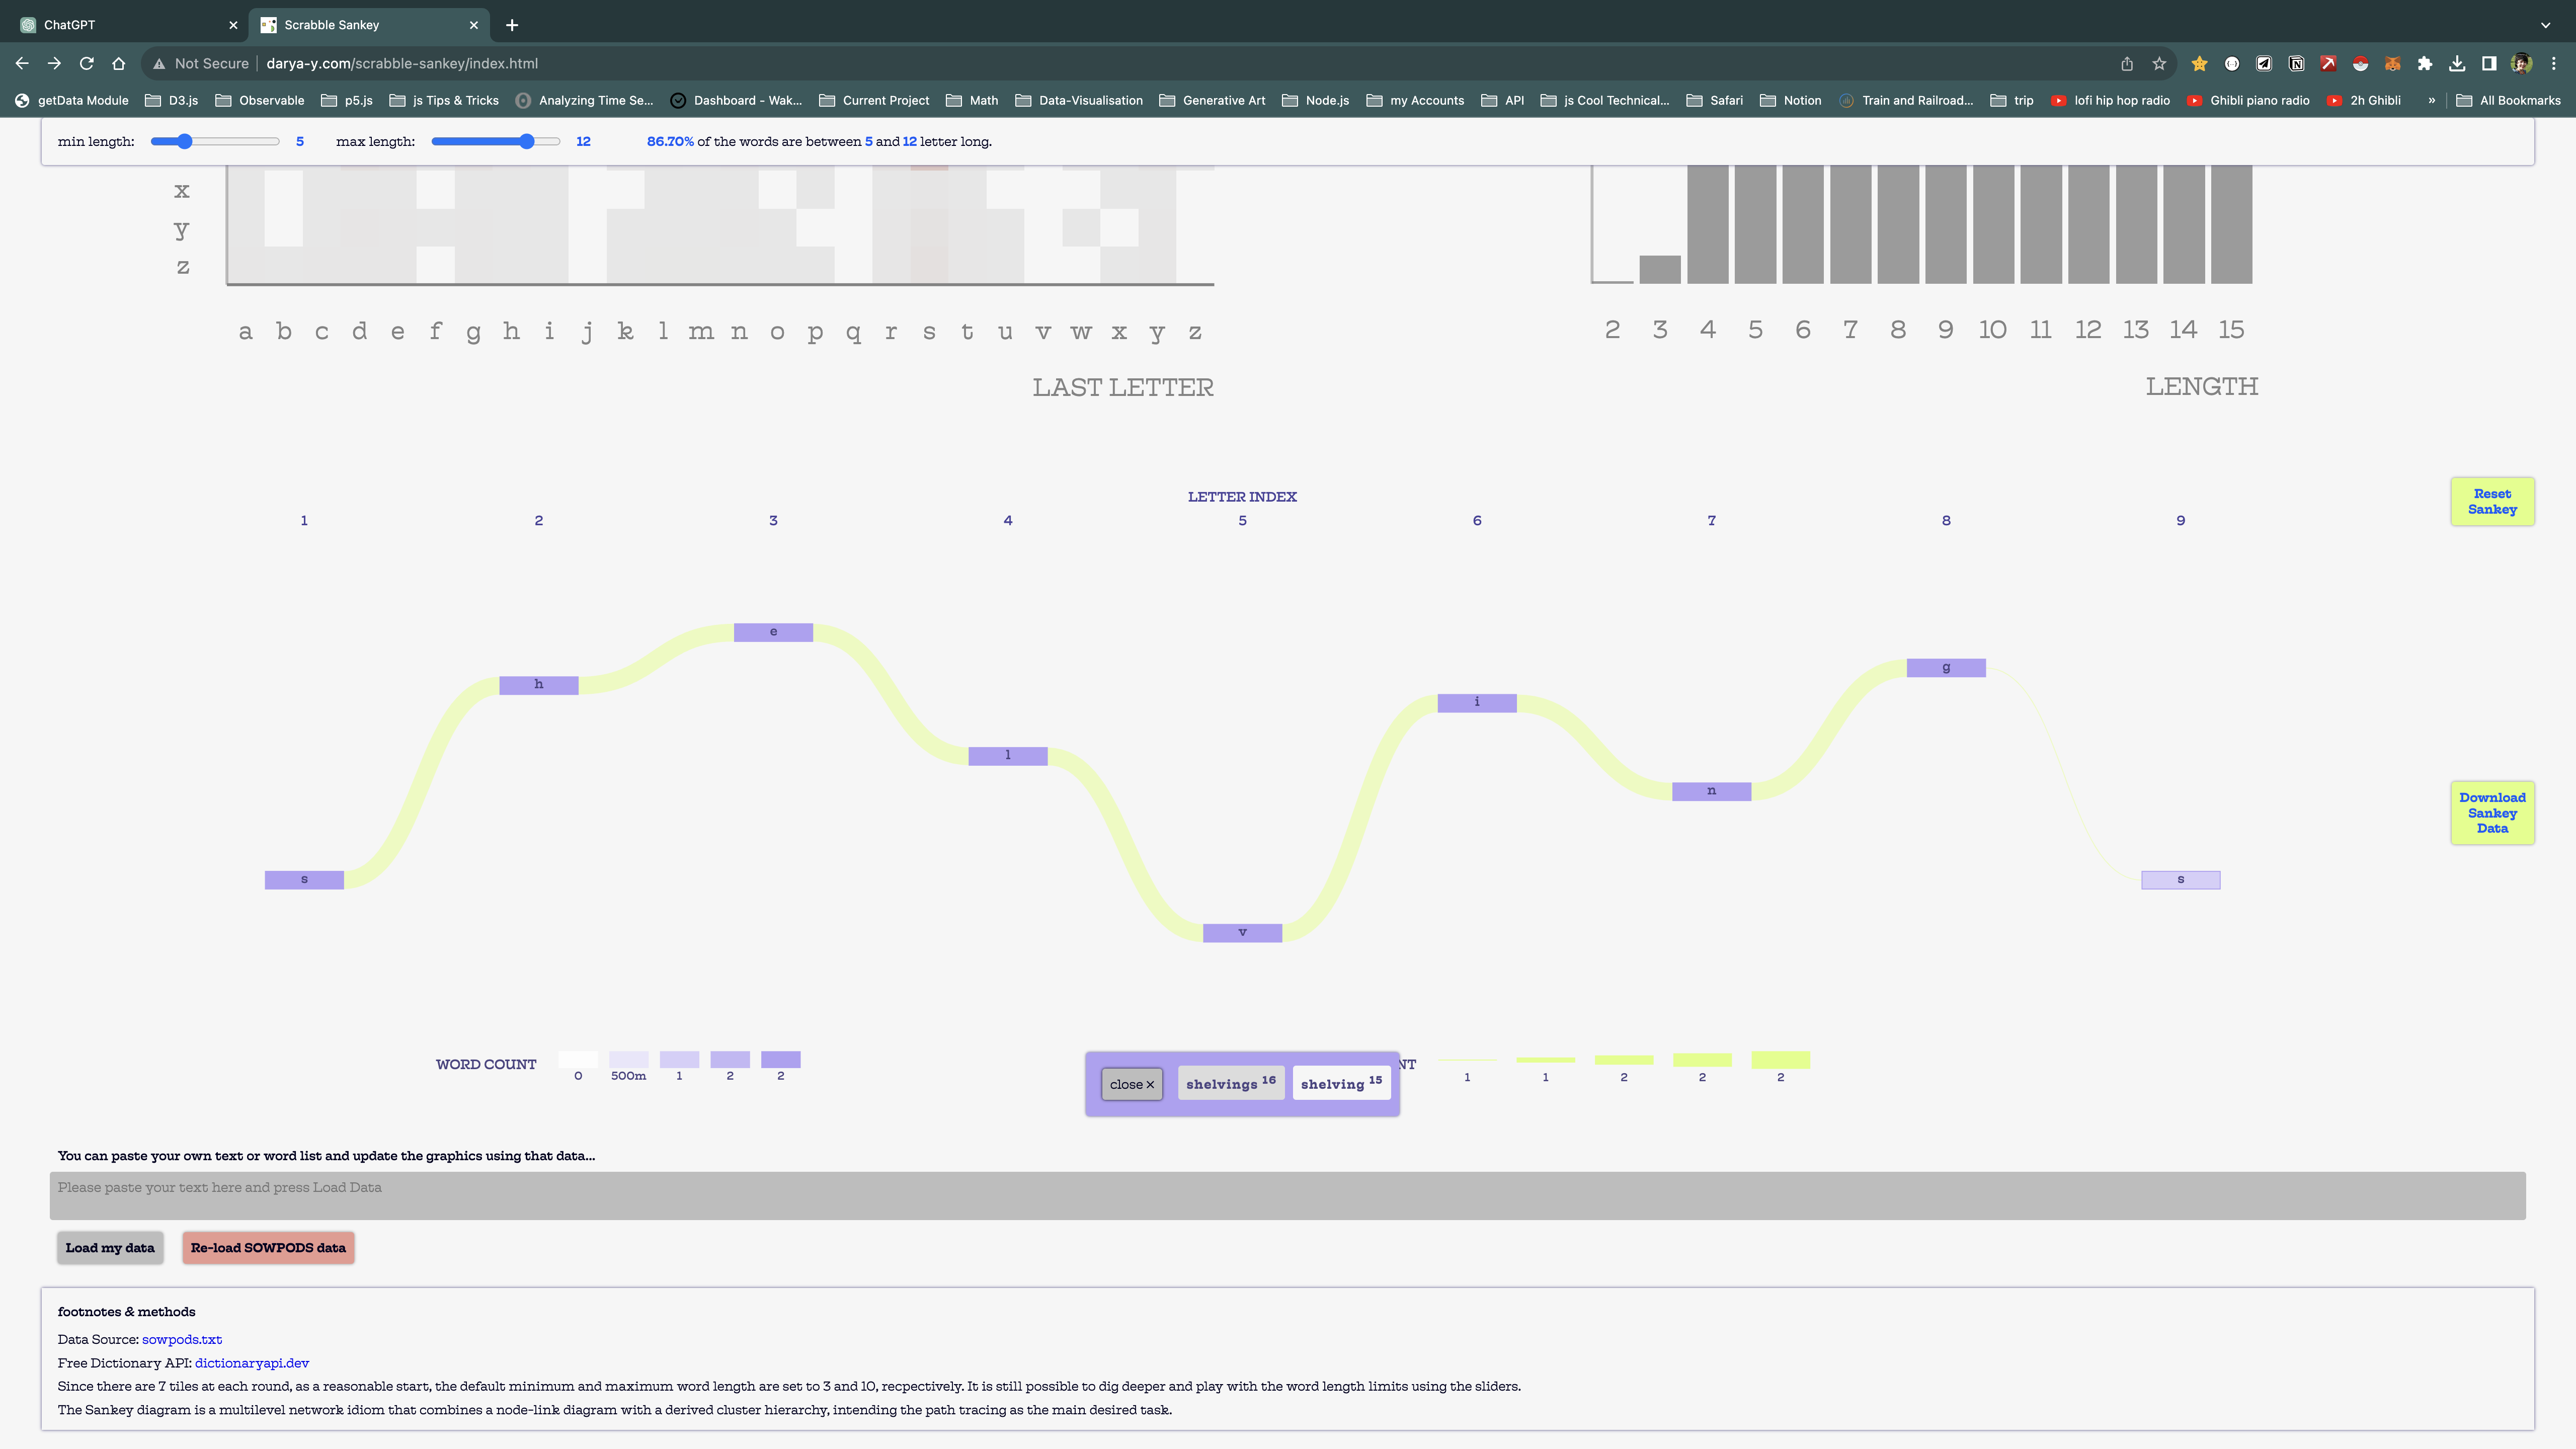 ChatGPT
Scrabble Sankey
Not Secure darya-y.com/scrabble-sankey/index.html
getData Module D3.js Observable p5.js js Tips & Tricks Analyzing Time Se... Dashboard - Wak... Current Project Math Data-Visualisation Generative Art Node.js my Accounts API js Cool Technical... Safari Notion Train and Railroad... trip lofi hip hop radio Ghibli piano radio 2h Ghibli » All Bookmarks
min length: 5 max length: 12 86.70% of the words are between 5 and 12 letter long.
x
y
z
a b c d e f g h i j k l m n o p q r s t u v w x y z
2 3 4 5 6 7 8 9 10 11 12 13 14 15
LAST LETTER
LENGTH
LETTER INDEX
1 2 3 4 5 6 7 8 9
Reset
Sankey
s
h
e
l
v
i
n
g
s
Download
Sankey
Data
WORD COUNT
0 500m 1 2 2
close ×
shelvings 16
shelving 15
NT
1 1 2 2 2
You can paste your own text or word list and update the graphics using that data...
Please paste your text here and press Load Data
Load my data
Re-load SOWPODS data
footnotes & methods
Data Source: sowpods.txt
Free Dictionary API: dictionaryapi.dev
Since there are 7 tiles at each round, as a reasonable start, the default minimum and maximum word length are set to 3 and 10, recpectively. It is still possible to dig deeper and play with the word length limits using the sliders.
The Sankey diagram is a multilevel network idiom that combines a node-link diagram with a derived cluster hierarchy, intending the path tracing as the main desired task.